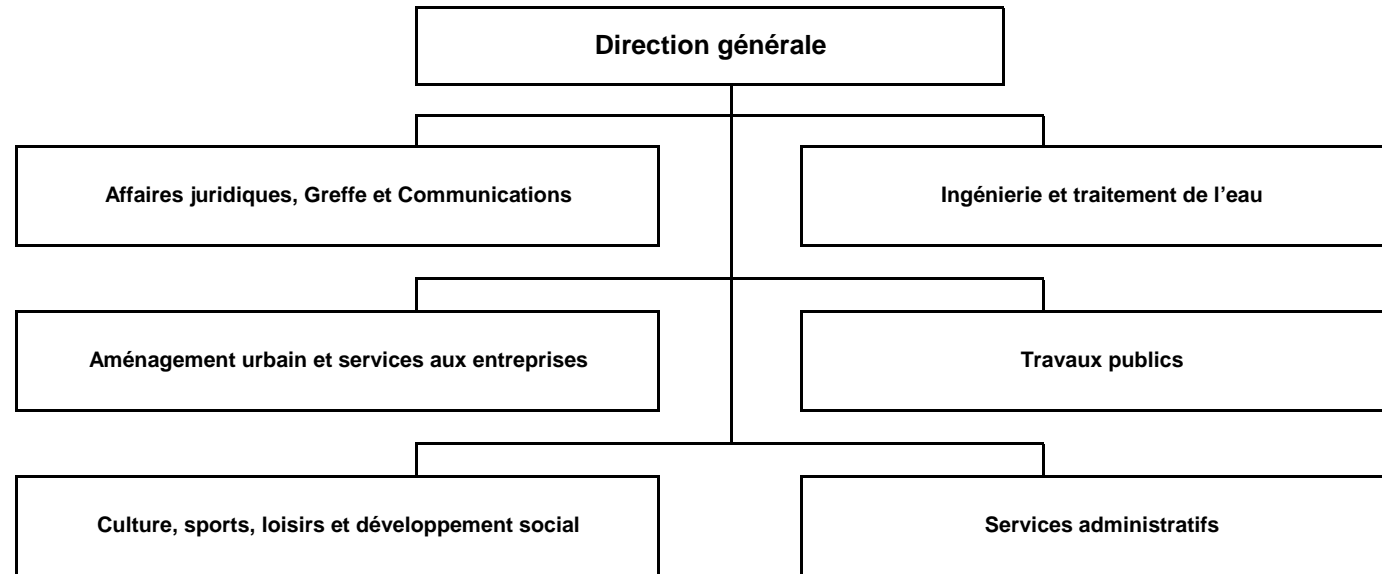 Direction générale
Affaires juridiques, Greffe et Communications
Ingénierie et traitement de l’eau
Aménagement urbain et services aux entreprises
Travaux publics
Culture, sports, loisirs et développement social
Services administratifs